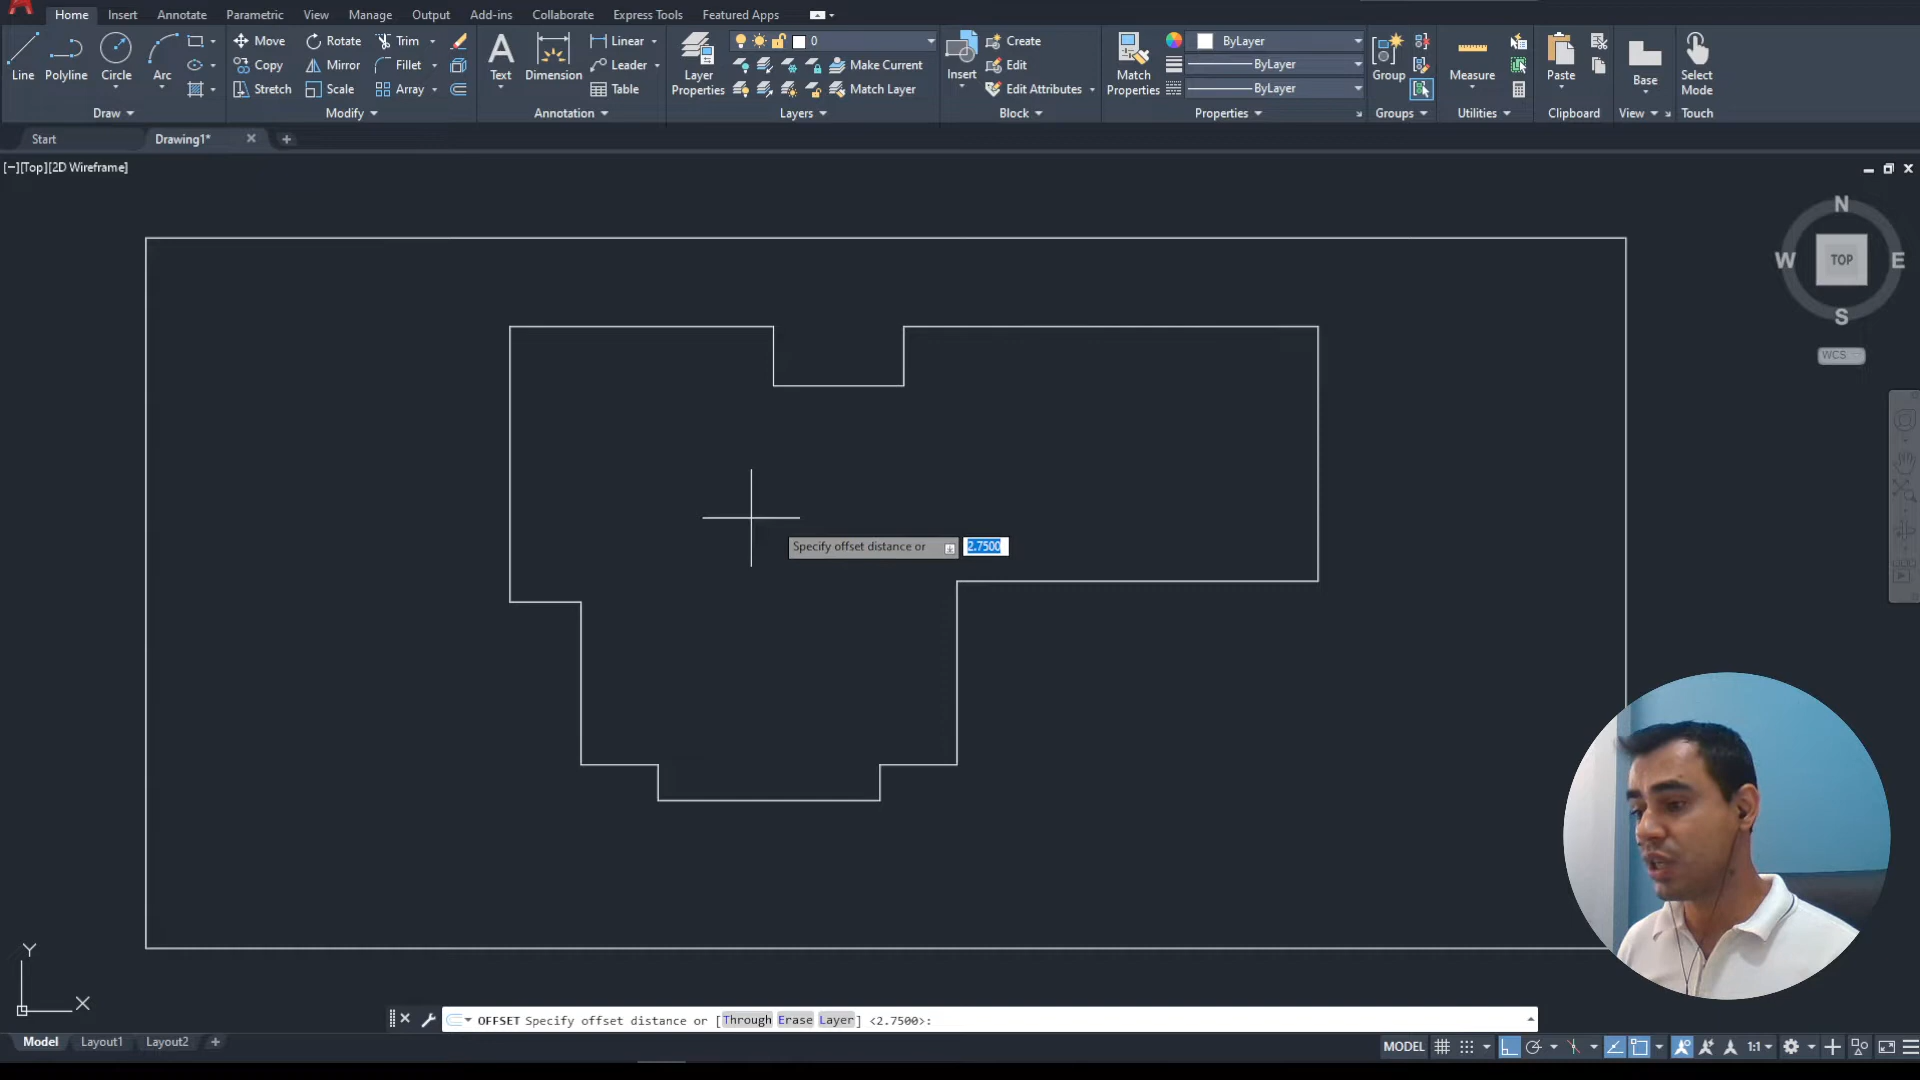 Home Insert Annotate Parametric View Manage Output Add-ins Collaborate Express Tools Featured Apps
Line Polyline Circle Arc
Move Rotate Trim
Copy Mirror Fillet
Stretch Scale Array
Text Dimension
Linear
Leader
Table
Layer Properties
0
Make Current
Match Layer
Insert
Create
Edit
Edit Attributes
Match Properties
ByLayer
ByLayer
ByLayer
Group
Measure
Paste
Base
Select Mode
Draw Modify Annotation Layers Block Properties Groups Utilities Clipboard View Touch
Start Drawing1*
[−][Top][2D Wireframe]
N
W TOP E
S
WCS
Specify offset distance or 2.7500
Y
X
OFFSET Specify offset distance or [Through Erase Layer] <2.7500>:
Model Layout1 Layout2
MODEL 1:1